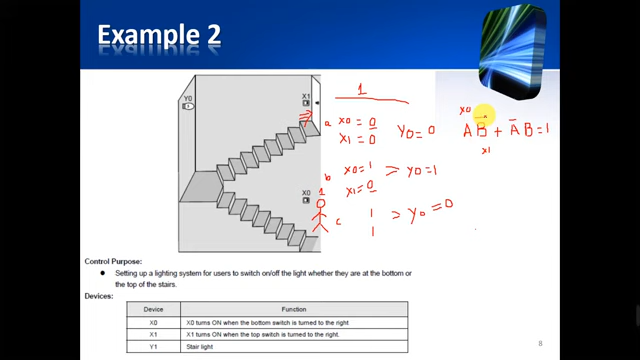 Example 2
Y0
X1
X0
1
a
x0 = 0
x1 = 0
Y0=0
b
x0=1
x1=0
> Y0=1
1
c
1
1
> Y0 = 0
x0
A B̅ + A̅ B = 1
x1
Control Purpose:
● Setting up a lighting system for users to switch on/off the light whether they are at the bottom or
the top of the stairs.
Devices:
Device Function
X0 X0 turns ON when the bottom switch is turned to the right
X1 X1 turns ON when the top switch is turned to the right.
Y1 Stair light
8